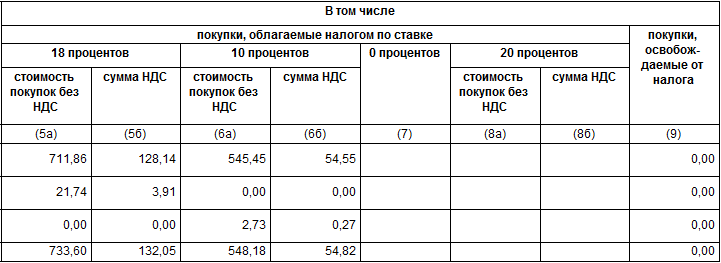 В том числе
покупки, облагаемые налогом по ставке
покупки, освобож-
даемые от
налога
18 процентов 10 процентов 0 процентов 20 процентов
стоимость
покупок без
НДС
сумма НДС
стоимость
покупок без
НДС
сумма НДС
стоимость
покупок без
НДС
сумма НДС
(5а) (5б) (6а) (6б) (7) (8а) (8б) (9)
711,86 128,14 545,45 54,55 0,00
21,74 3,91 0,00 0,00 0,00
0,00 0,00 2,73 0,27 0,00
733,60 132,05 548,18 54,82 0,00